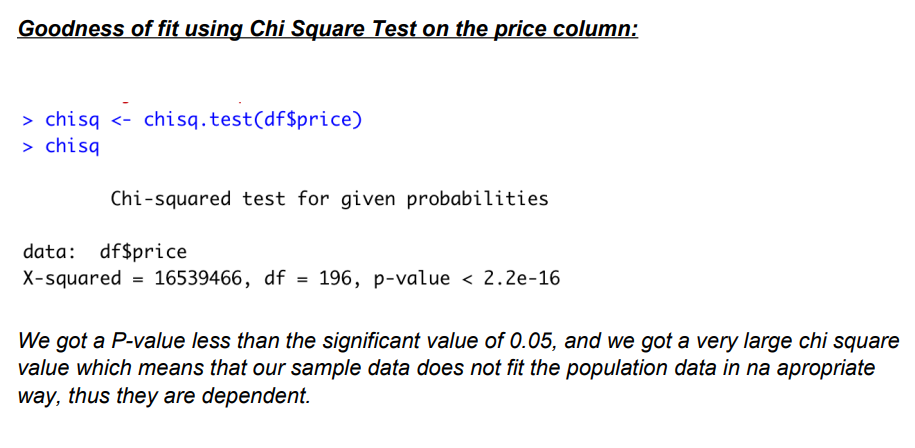 Goodness of fit using Chi Square Test on the price column:
> chisq <- chisq.test(df$price)
> chisq
Chi-squared test for given probabilities
data:  df$price
X-squared = 16539466, df = 196, p-value < 2.2e-16
We got a P-value less than the significant value of 0.05, and we got a very large chi square
value which means that our sample data does not fit the population data in na apropriate
way, thus they are dependent.